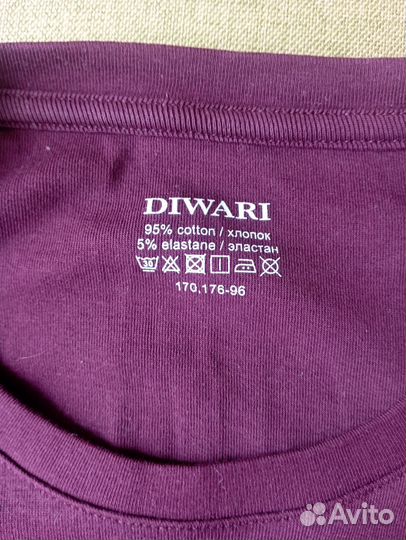 DIWARI
95% cotton / хлопок
5% elastane / эластан
30
170,176-96
Avito